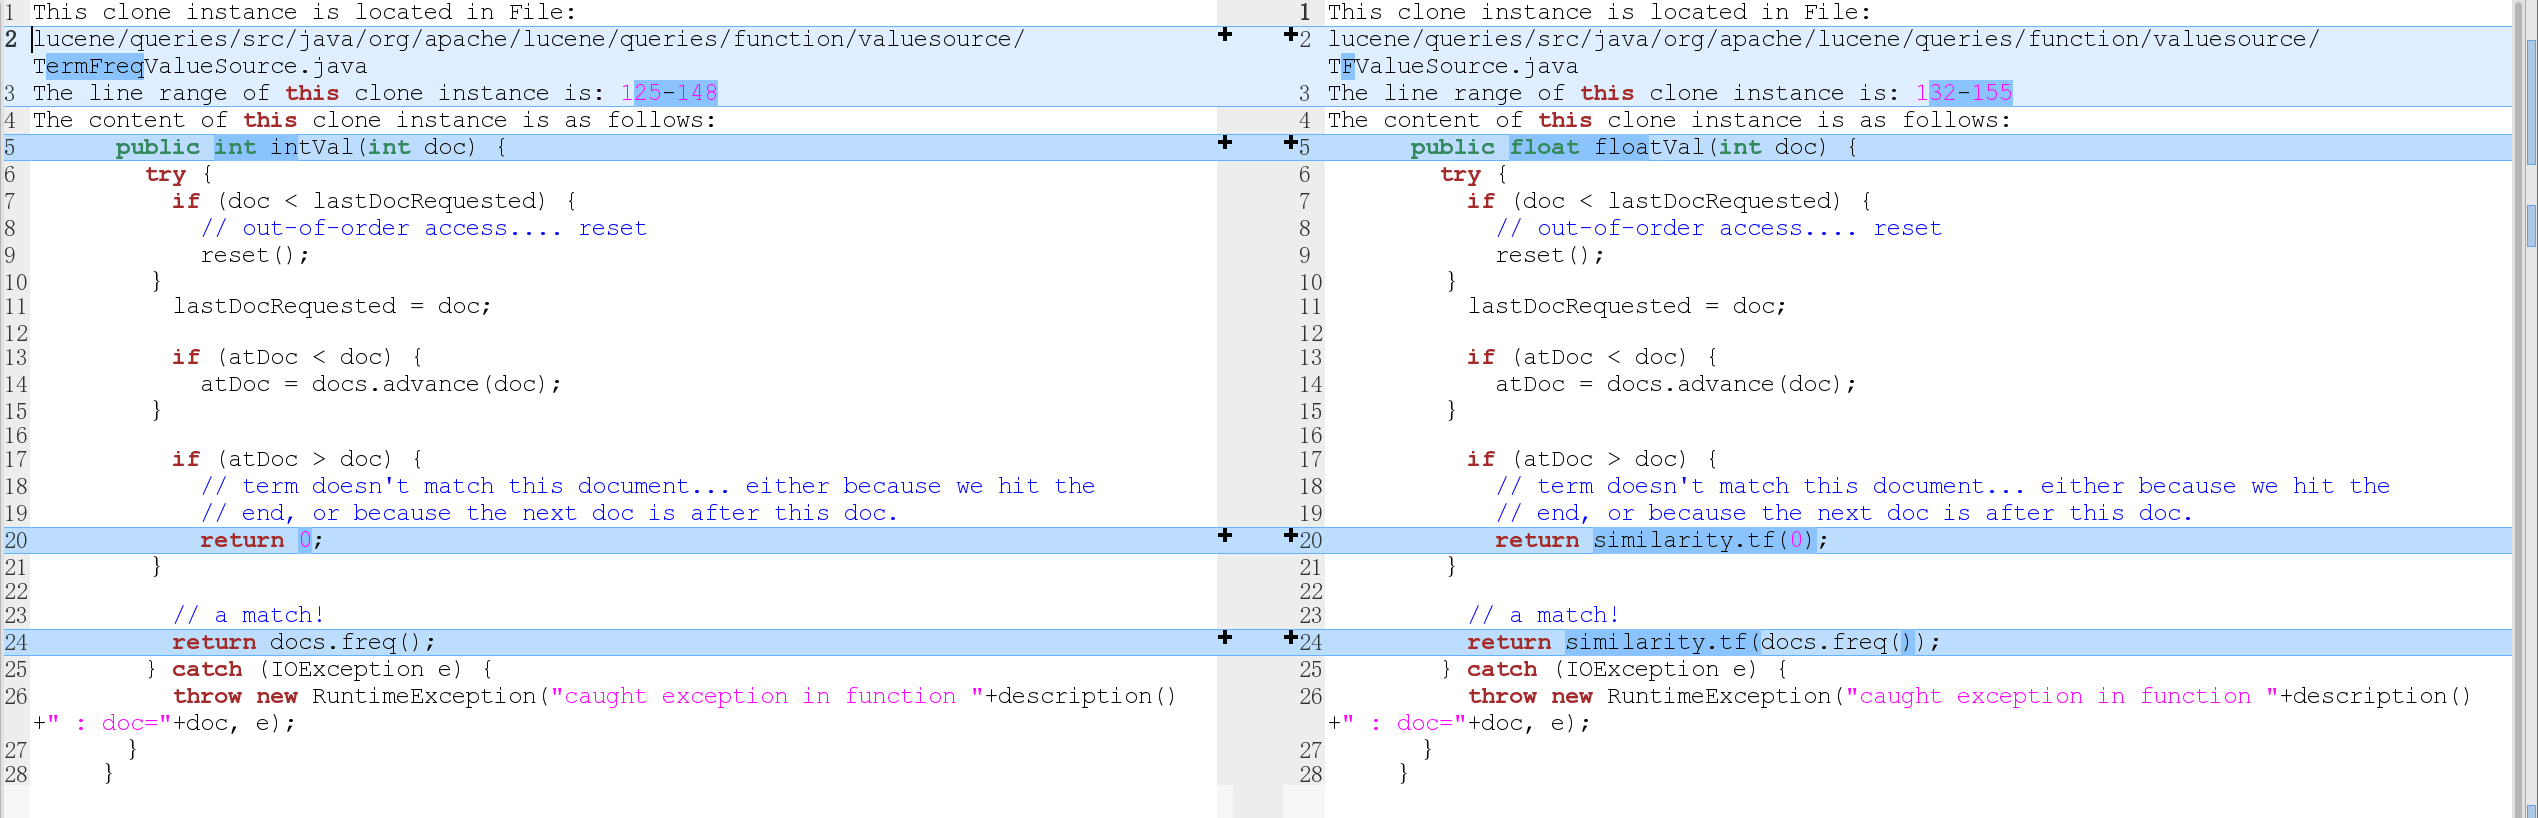 1 This clone instance is located in File:
2 lucene/queries/src/java/org/apache/lucene/queries/function/valuesource/
TermFreqValueSource.java
3 The line range of this clone instance is: 125-148
4 The content of this clone instance is as follows:
5 public int intVal(int doc) {
6 try {
7 if (doc < lastDocRequested) {
8 // out-of-order access.... reset
9 reset();
10 }
11 lastDocRequested = doc;
12
13 if (atDoc < doc) {
14 atDoc = docs.advance(doc);
15 }
16
17 if (atDoc > doc) {
18 // term doesn't match this document... either because we hit the
19 // end, or because the next doc is after this doc.
20 return 0;
21 }
22
23 // a match!
24 return docs.freq();
25 } catch (IOException e) {
26 throw new RuntimeException("caught exception in function "+description()
+" : doc="+doc, e);
27 }
28 }
1 This clone instance is located in File:
2 lucene/queries/src/java/org/apache/lucene/queries/function/valuesource/
TFValueSource.java
3 The line range of this clone instance is: 132-155
4 The content of this clone instance is as follows:
5 public float floatVal(int doc) {
6 try {
7 if (doc < lastDocRequested) {
8 // out-of-order access.... reset
9 reset();
10 }
11 lastDocRequested = doc;
12
13 if (atDoc < doc) {
14 atDoc = docs.advance(doc);
15 }
16
17 if (atDoc > doc) {
18 // term doesn't match this document... either because we hit the
19 // end, or because the next doc is after this doc.
20 return similarity.tf(0);
21 }
22
23 // a match!
24 return similarity.tf(docs.freq());
25 } catch (IOException e) {
26 throw new RuntimeException("caught exception in function "+description()
+" : doc="+doc, e);
27 }
28 }